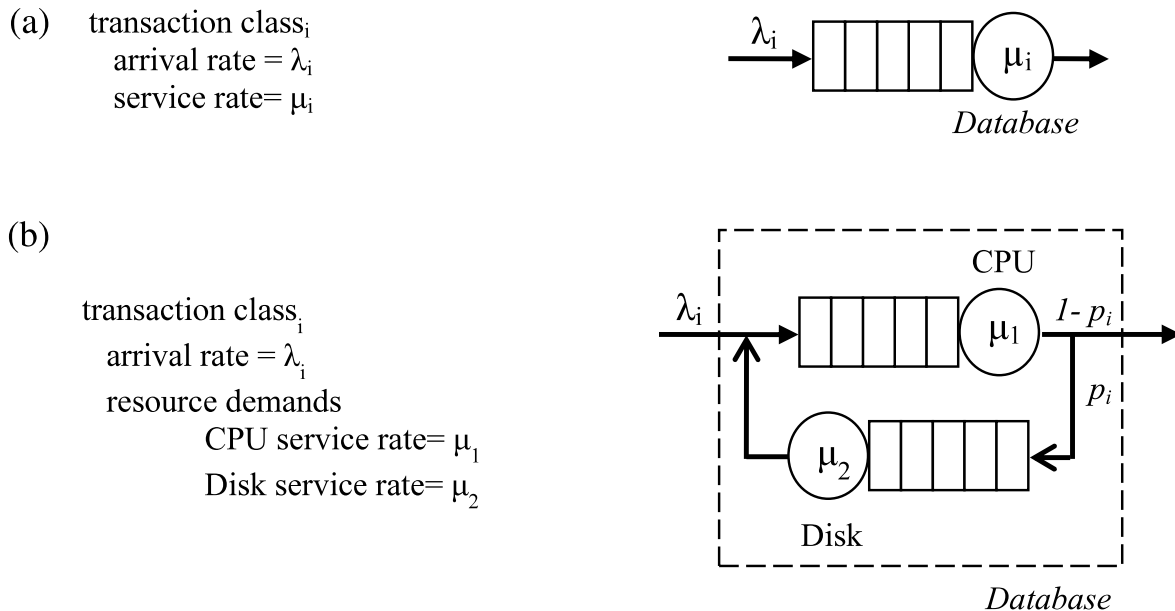 (a)
transaction classᵢ
arrival rate = λᵢ
service rate= μᵢ
λᵢ
μᵢ
Database
(b)
transaction classᵢ
arrival rate = λᵢ
resource demands
CPU service rate= μ₁
Disk service rate= μ₂
CPU
λᵢ
μ₁
1- pᵢ
pᵢ
μ₂
Disk
Database